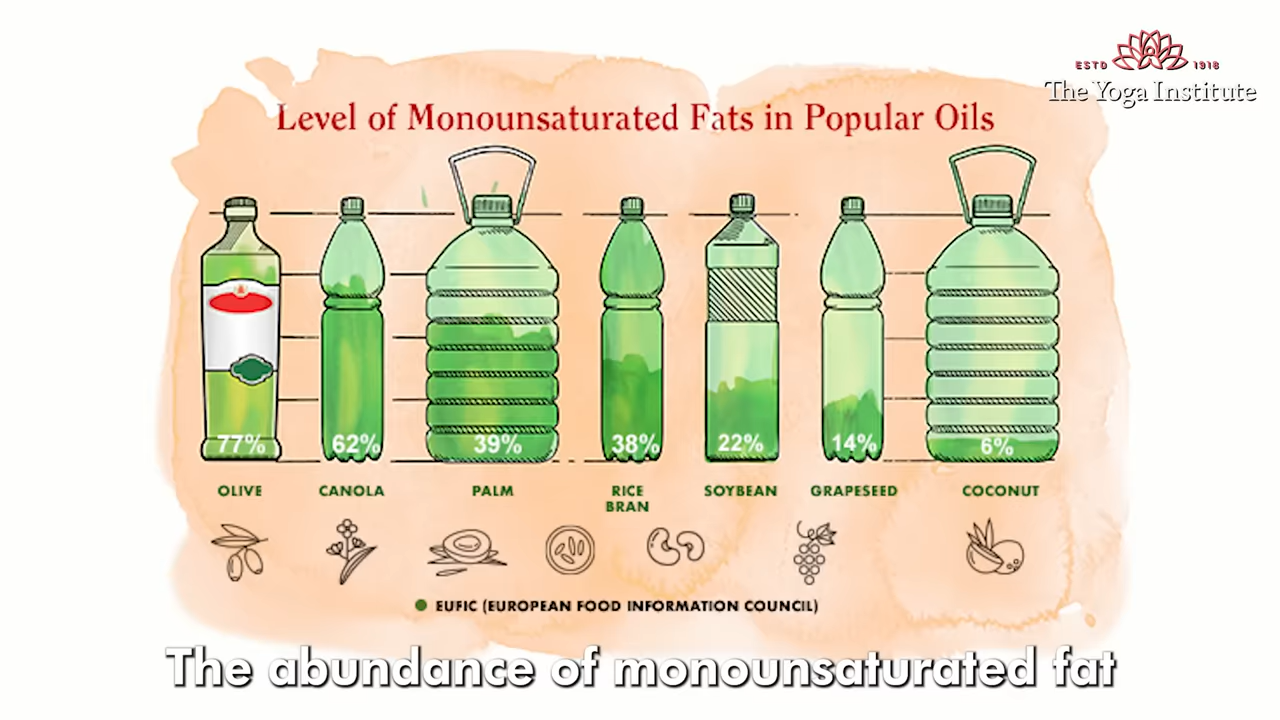 ESTD 1918
The Yoga Institute
Level of Monounsaturated Fats in Popular Oils
77% 62% 39% 38% 22% 14% 6%
OLIVE CANOLA PALM RICE BRAN SOYBEAN GRAPESEED COCONUT
EUFIC (EUROPEAN FOOD INFORMATION COUNCIL)
The abundance of monounsaturated fat